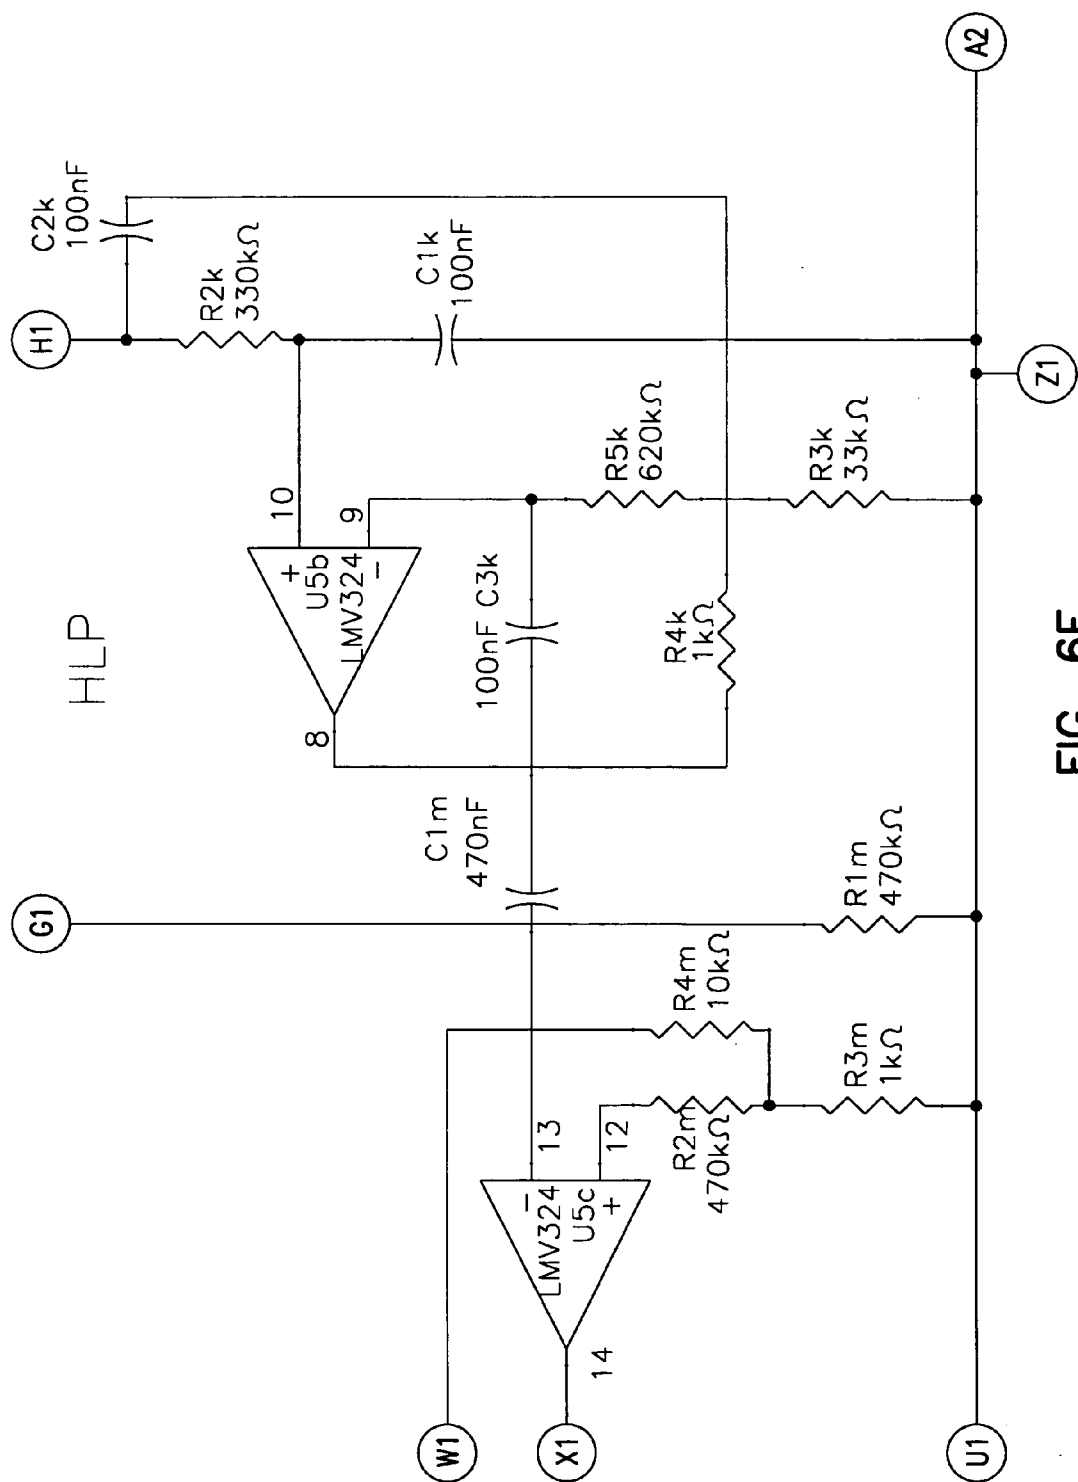 G1
HLP
H1
C2k
100nF
R2k
330kΩ
10
+
U5b
LMV324
−
9
8
C1k
100nF
C1m
470nF
100nF C3k
W1
X1
14
13
−
LMV324
U5c
+
12
R2m
470kΩ
R4m
10kΩ
R4k
1kΩ
R5k
620kΩ
R3m
1kΩ
R1m
470kΩ
R3k
33kΩ
U1
Z1
A2
FIG